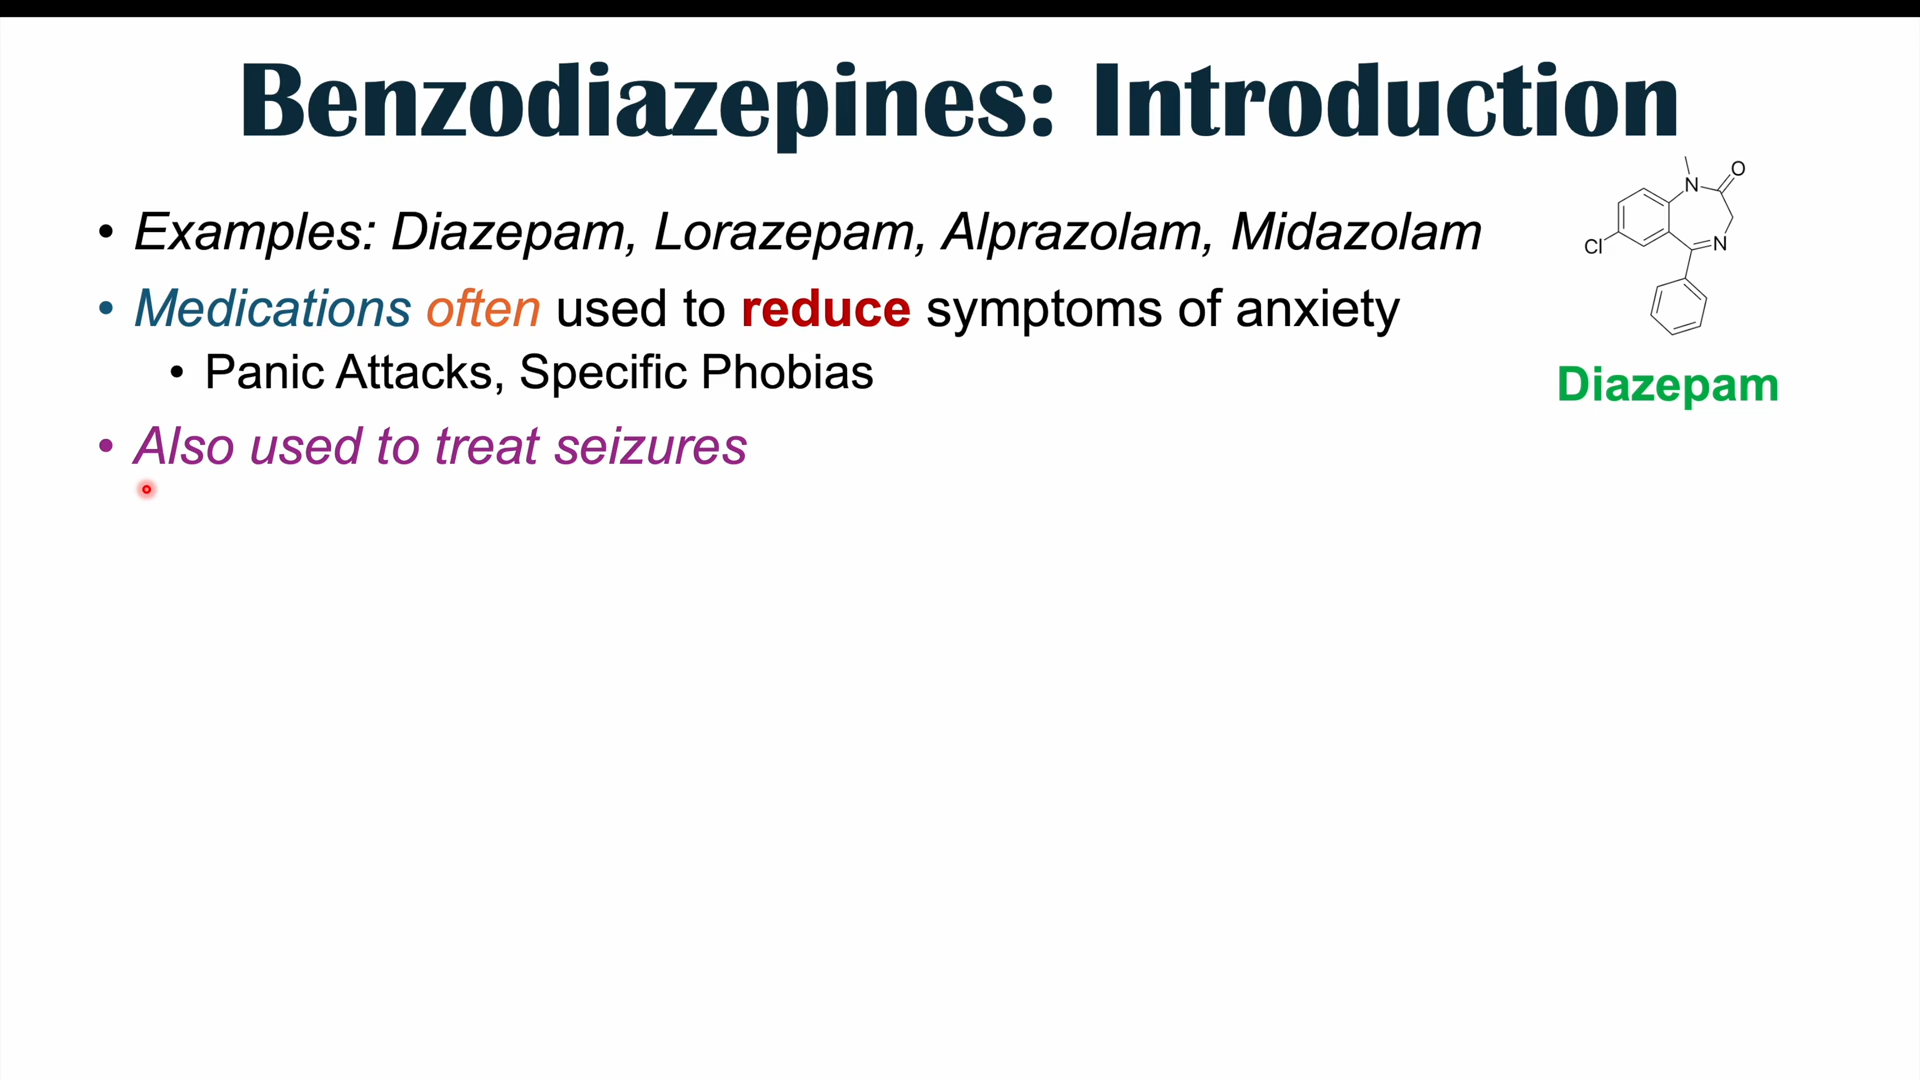 Benzodiazepines: Introduction
• Examples: Diazepam, Lorazepam, Alprazolam, Midazolam
• Medications often used to reduce symptoms of anxiety
• Panic Attacks, Specific Phobias
• Also used to treat seizures
N
O
Cl
N
Diazepam